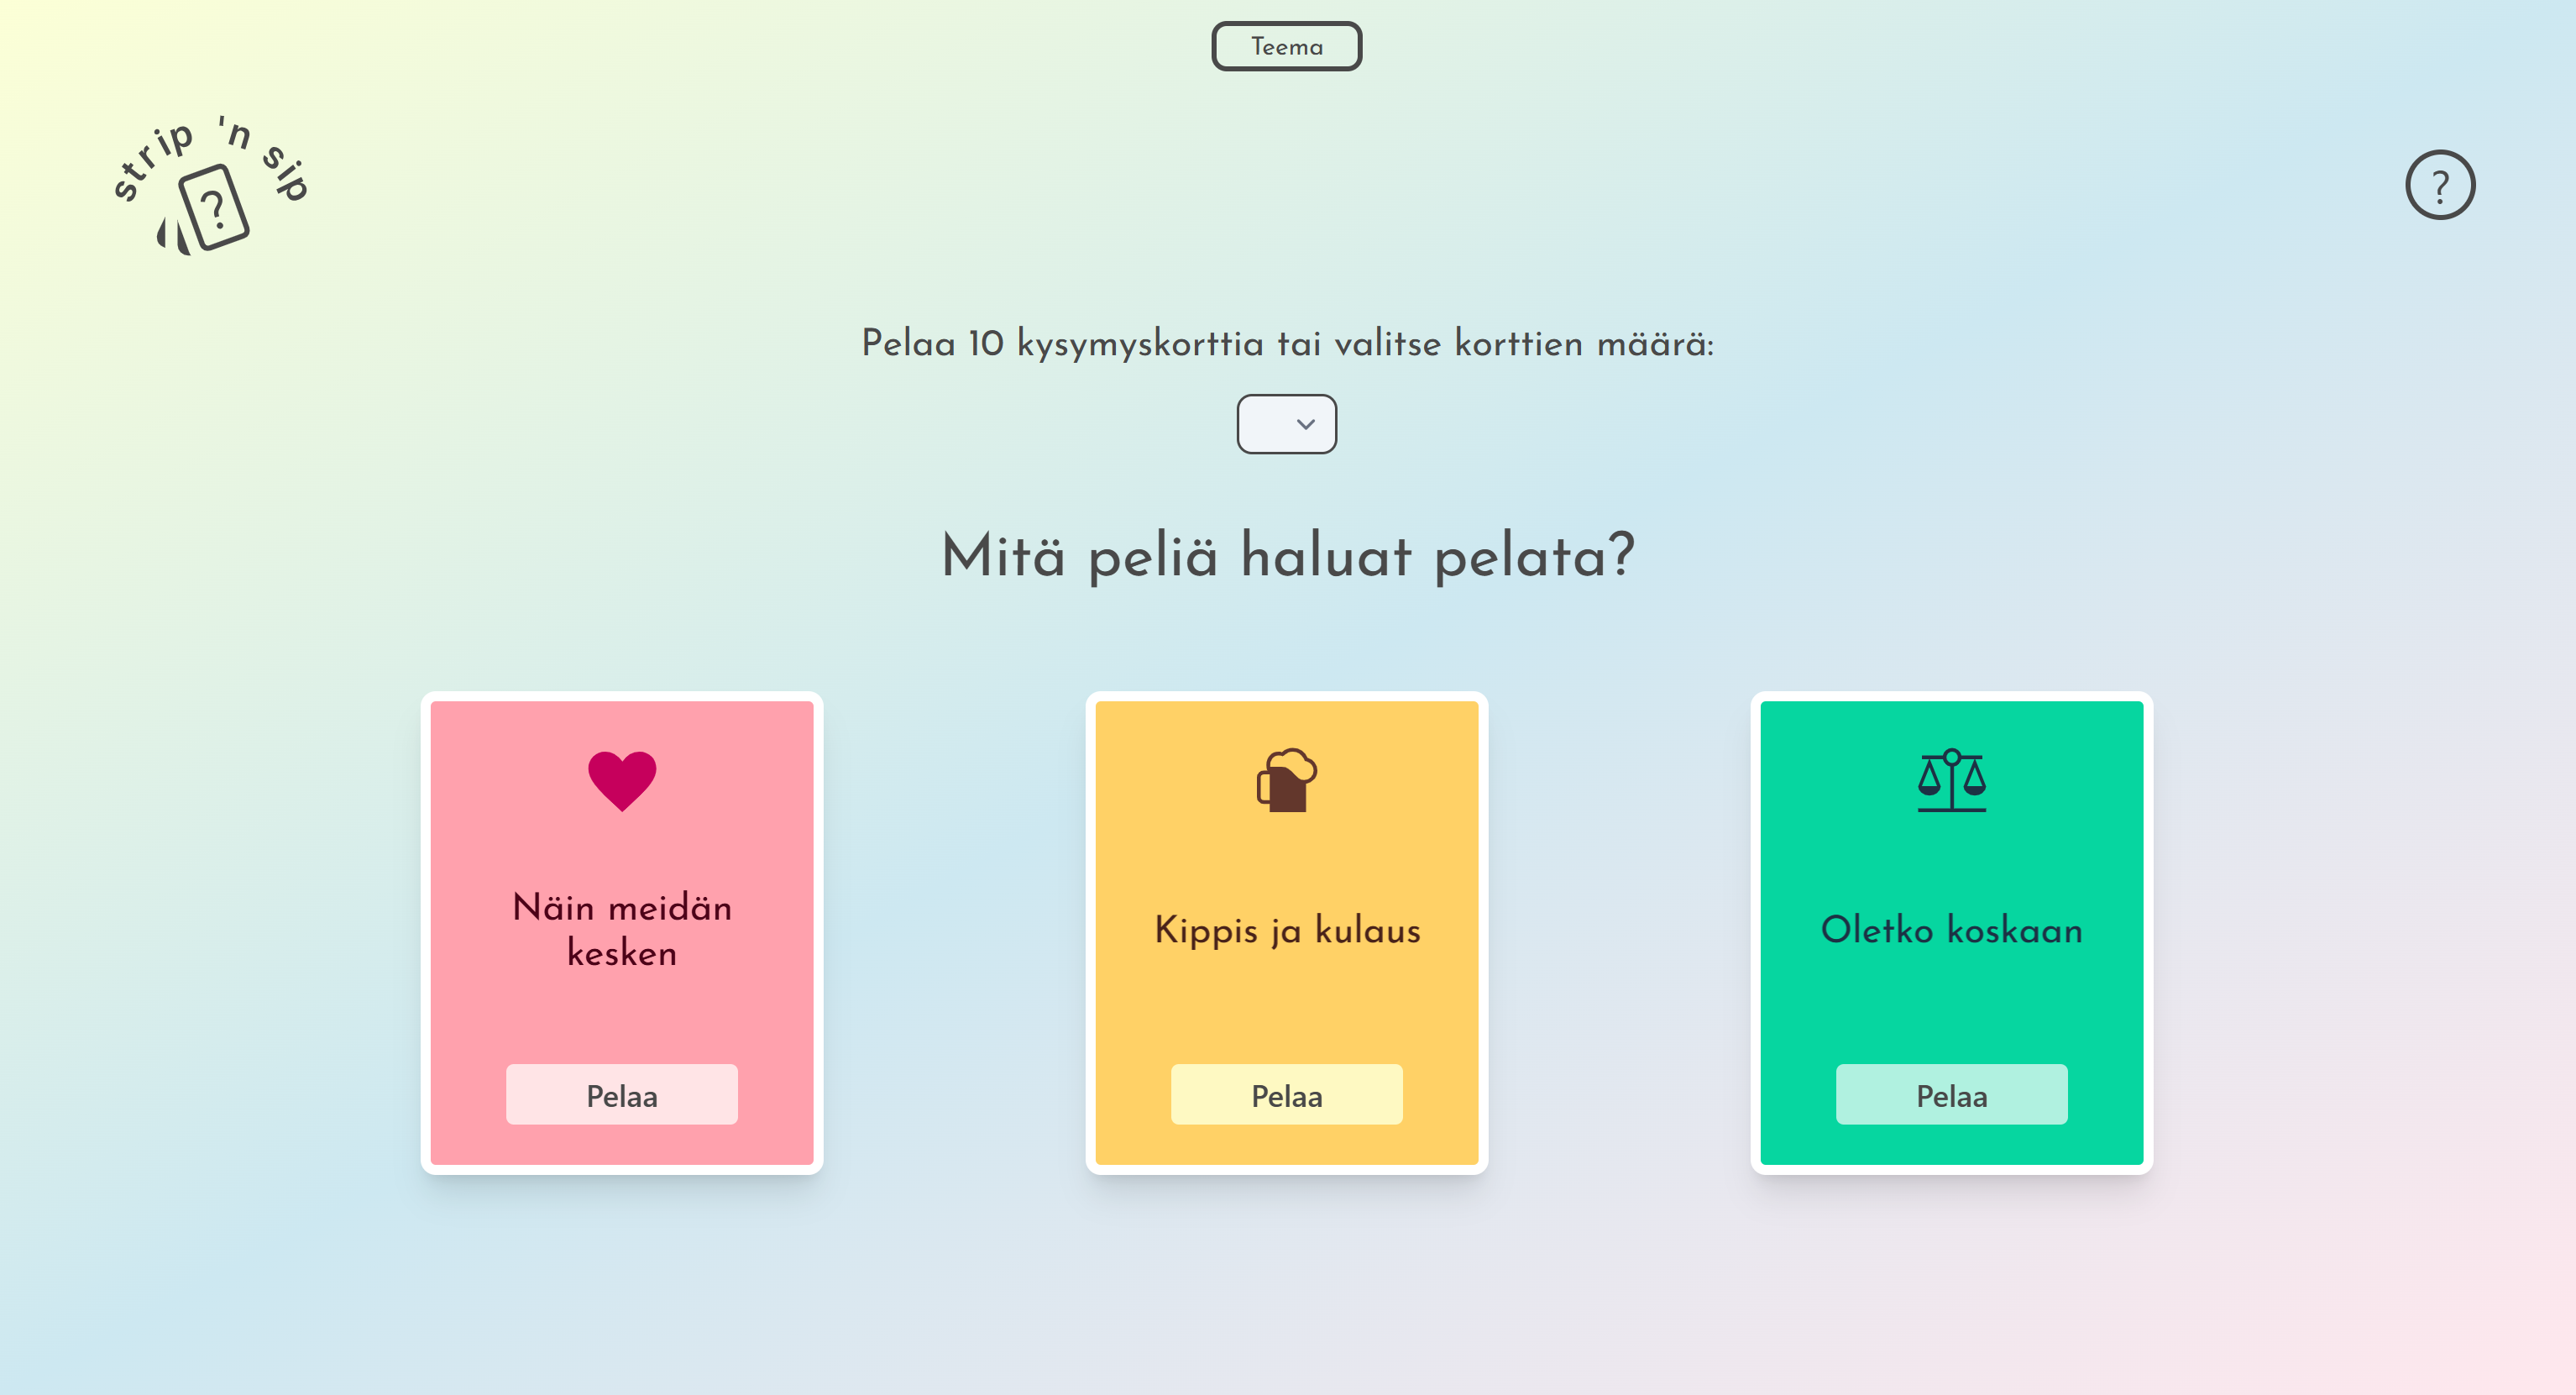 Teema
strip 'n sip
?
?
Pelaa 10 kysymyskorttia tai valitse korttien määrä:
Mitä peliä haluat pelata?
Näin meidän
kesken
Kippis ja kulaus
Oletko koskaan
Pelaa
Pelaa
Pelaa